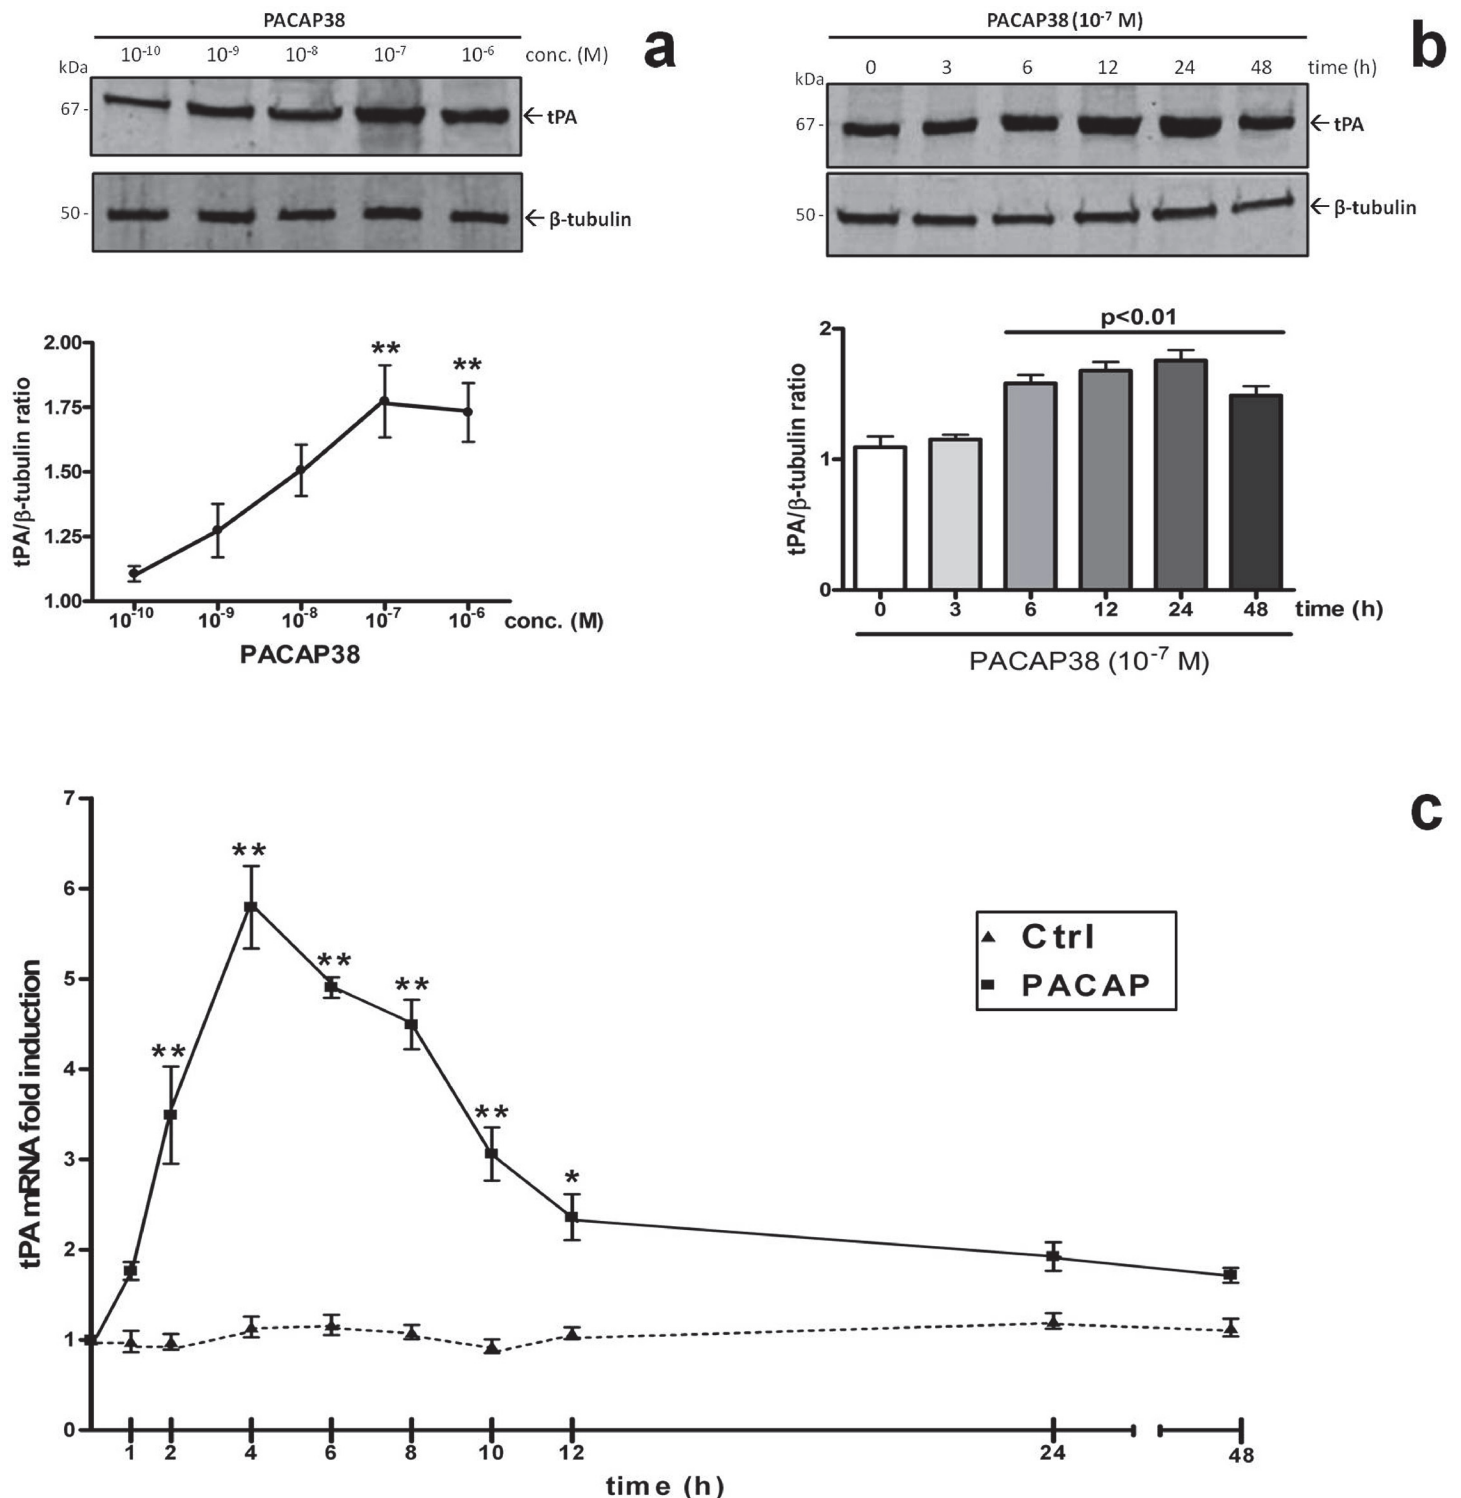 PACAP38
10-10 10-9 10-8 10-7 10-6 conc. (M)
a
kDa
67 -
tPA
50 -
β-tubulin
2.00
1.75
1.50
1.25
1.00
tPA/β-tubulin ratio
** **
10-10 10-9 10-8 10-7 10-6 conc. (M)
PACAP38
PACAP38 (10-7 M)
0 3 6 12 24 48 time (h)
b
kDa
67 -
tPA
50 -
β-tubulin
p<0.01
2
1
0
tPA/β-tubulin ratio
0 3 6 12 24 48 time (h)
PACAP38 (10-7 M)
c
7
6
5
4
3
2
1
0
tPA mRNA fold induction
**
**
**
**
**
*
Ctrl
PACAP
1 2 4 6 8 10 12 24 48
time (h)